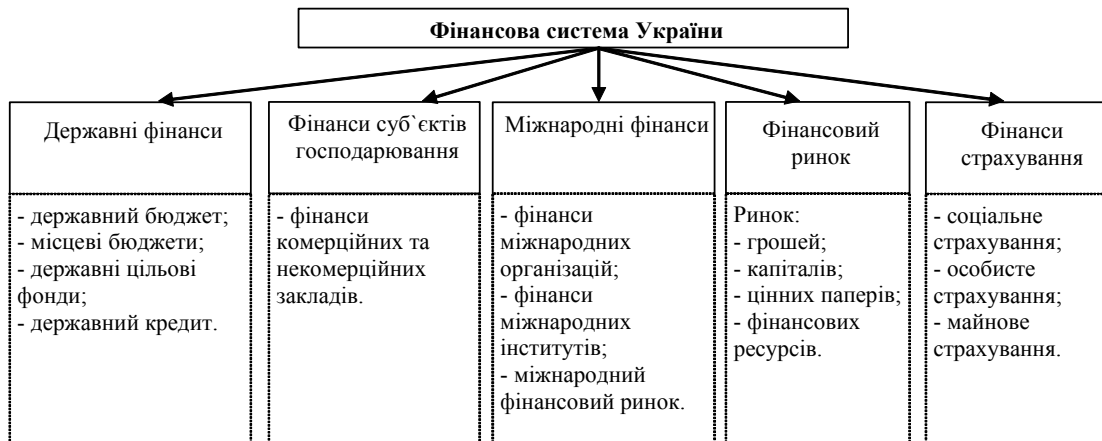 Фінансова система України
Державні фінанси
Фінанси суб`єктів
господарювання
Міжнародні фінанси
Фінансовий
ринок
Фінанси
страхування
- державний бюджет;
- місцеві бюджети;
- державні цільові
фонди;
- державний кредит.
- фінанси
комерційних та
некомерційних
закладів.
- фінанси
міжнародних
організацій;
- фінанси
міжнародних
інститутів;
- міжнародний
фінансовий ринок.
Ринок:
- грошей;
- капіталів;
- цінних паперів;
- фінансових
ресурсів.
- соціальне
страхування;
- особисте
страхування;
- майнове
страхування.